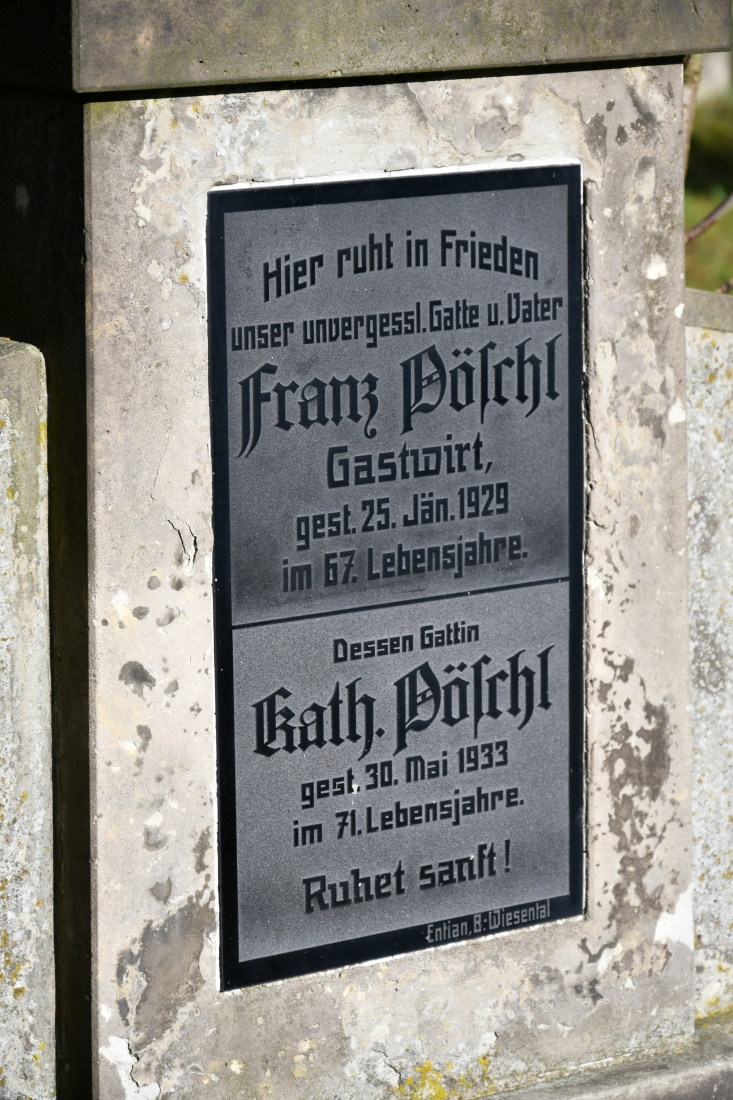 Hier ruht in Frieden
unser unvergessl. Gatte u. Vater
Franz Pöſchl
Gastwirt,
gest. 25. Jän. 1929
im 67. Lebensjahre.
Dessen Gattin
Kath. Pöſchl
gest. 30. Mai 1933
im 71. Lebensjahre.
Ruhet sanft!
Entian, B.-Wiesental